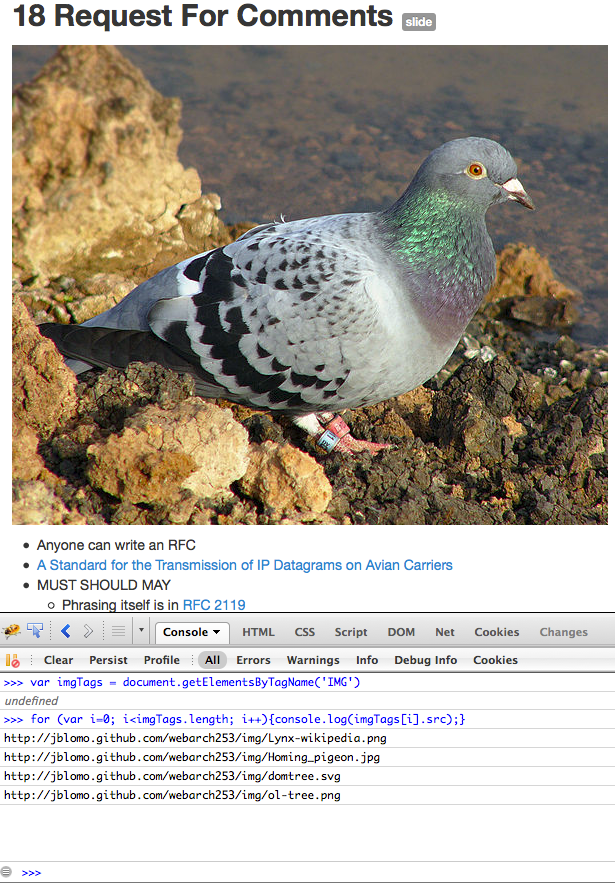 18 Request For Comments slide
Anyone can write an RFC
A Standard for the Transmission of IP Datagrams on Avian Carriers
MUST SHOULD MAY
Phrasing itself is in RFC 2119
Console HTML CSS Script DOM Net Cookies Changes
Clear Persist Profile All Errors Warnings Info Debug Info Cookies
>>> var imgTags = document.getElementsByTagName('IMG')
undefined
>>> for (var i=0; i<imgTags.length; i++){console.log(imgTags[i].src);}
http://jblomo.github.com/webarch253/img/Lynx-wikipedia.png
http://jblomo.github.com/webarch253/img/Homing_pigeon.jpg
http://jblomo.github.com/webarch253/img/domtree.svg
http://jblomo.github.com/webarch253/img/ol-tree.png
>>>